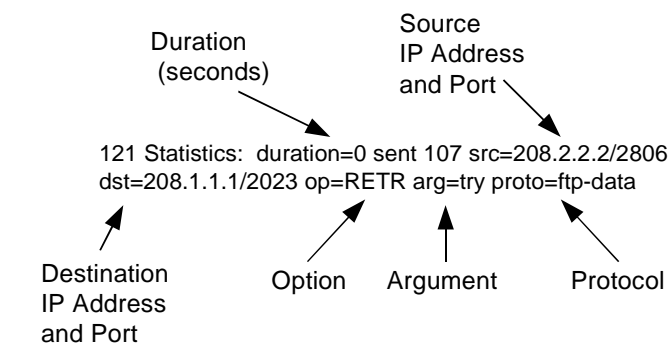 Duration
(seconds)
Source
IP Address
and Port
121 Statistics: duration=0 sent 107 src=208.2.2.2/2806
dst=208.1.1.1/2023 op=RETR arg=try proto=ftp-data
Destination
IP Address
and Port
Option
Argument
Protocol